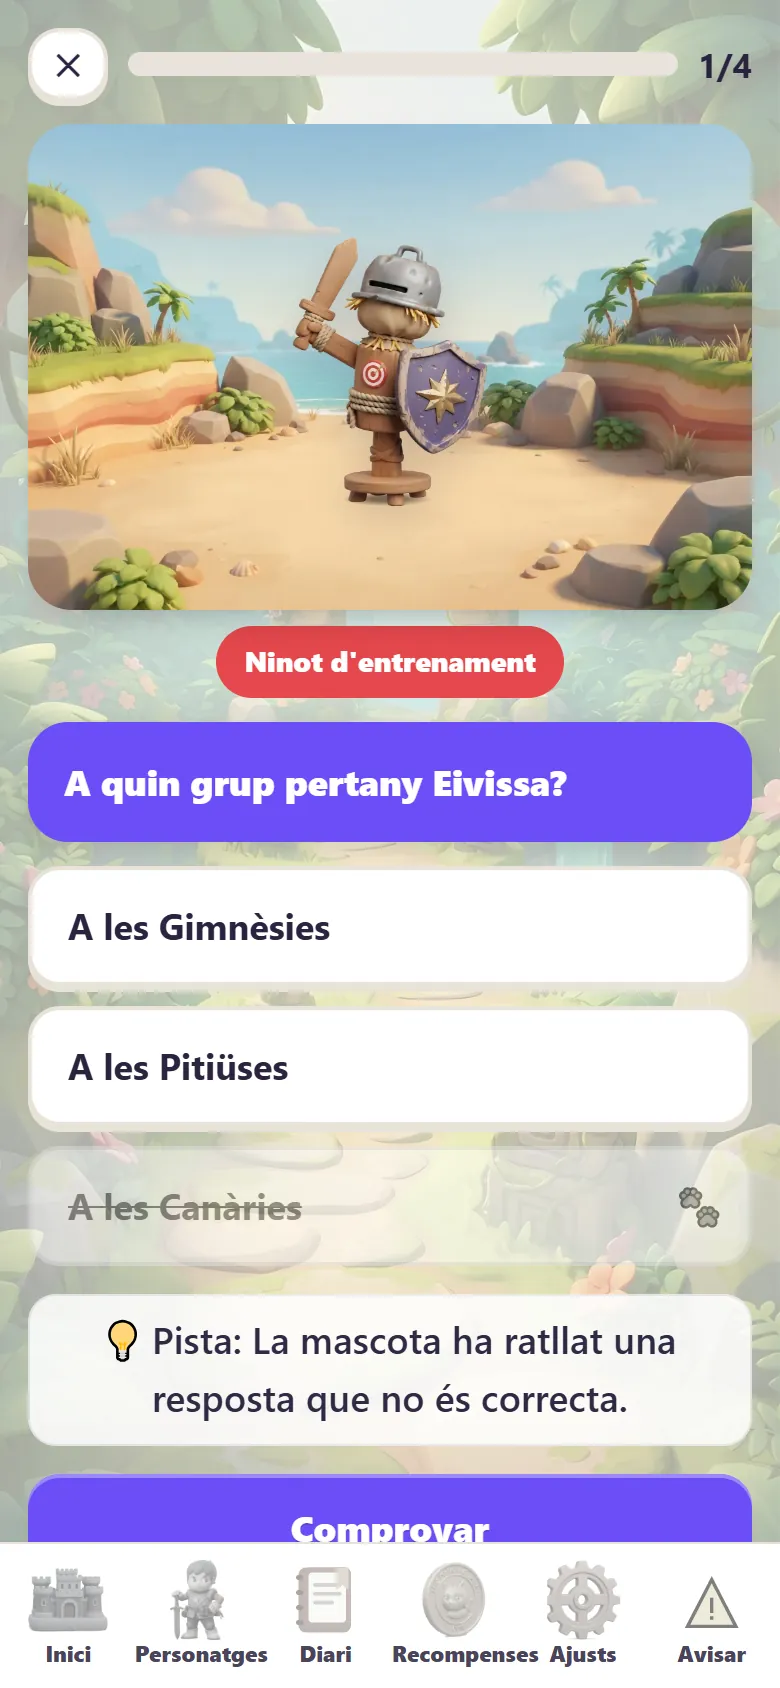 1/4
Ninot d'entrenament
A quin grup pertany Eivissa?
A les Gimnèsies
A les Pitiüses
A les Canàries
Pista: La mascota ha ratllat una
resposta que no és correcta.
Comprovar
Inici
Personatges
Diari
Recompenses
Ajusts
Avisar